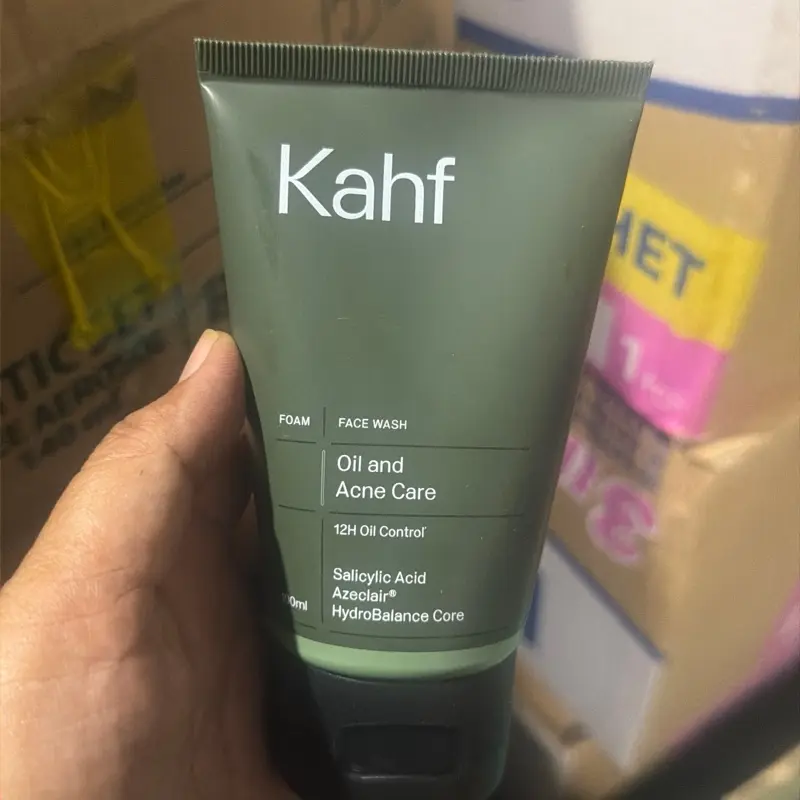 Kahf
FOAM
FACE WASH
Oil and
Acne Care
12H Oil Control
Salicylic Acid
Azeclair®
HydroBalance Core